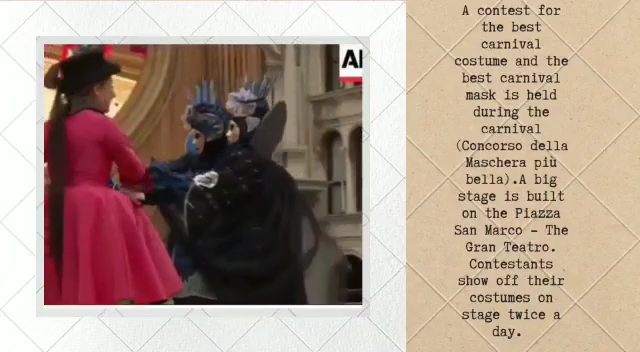 A contest for
the best
carnival
costume and the
best carnival
mask is held
during the
carnival
(Concorso della
Maschera più
bella).A big
stage is built
on the Piazza
San Marco - The
Gran Teatro.
Contestants
show off their
costumes on
stage twice a
day.